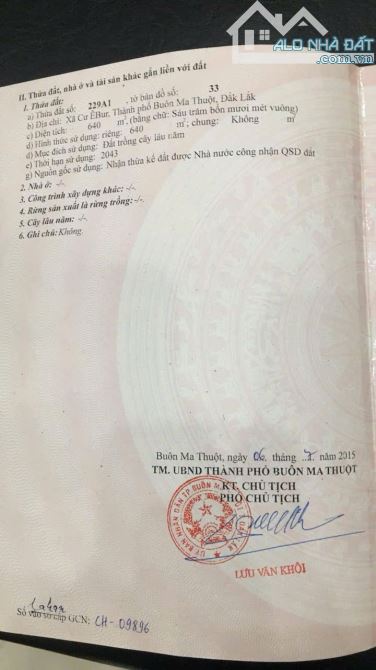 ALO NHÀ ĐẤT
alonhadat.com.vn
II. Thửa đất, nhà ở và tài sản khác gắn liền với đất
1. Thửa đất:
a) Thửa đất số: 229A1 , tờ bản đồ số: 33
b) Địa chỉ: Xã Cư ÊBur, Thành phố Buôn Ma Thuột, Đắk Lắk
c) Diện tích: 640 m², (bằng chữ: Sáu trăm bốn mươi mét vuông)
d) Hình thức sử dụng: riêng: 640 m²; chung: Không m²
đ) Mục đích sử dụng: Đất trồng cây lâu năm
e) Thời hạn sử dụng: 2043
g) Nguồn gốc sử dụng: Nhận thừa kế đất được Nhà nước công nhận QSD đất
2. Nhà ở: -/-.
3. Công trình xây dựng khác: -/-.
4. Rừng sản xuất là rừng trồng: -/-.
5. Cây lâu năm: -/-.
6. Ghi chú: Không.
Buôn Ma Thuột, ngày 06 tháng 7 năm 2015
TM. UBND THÀNH PHỐ BUÔN MA THUỘT
KT. CHỦ TỊCH
PHÓ CHỦ TỊCH
LƯU VĂN KHÔI
Số vào sổ cấp GCN: CH-09896